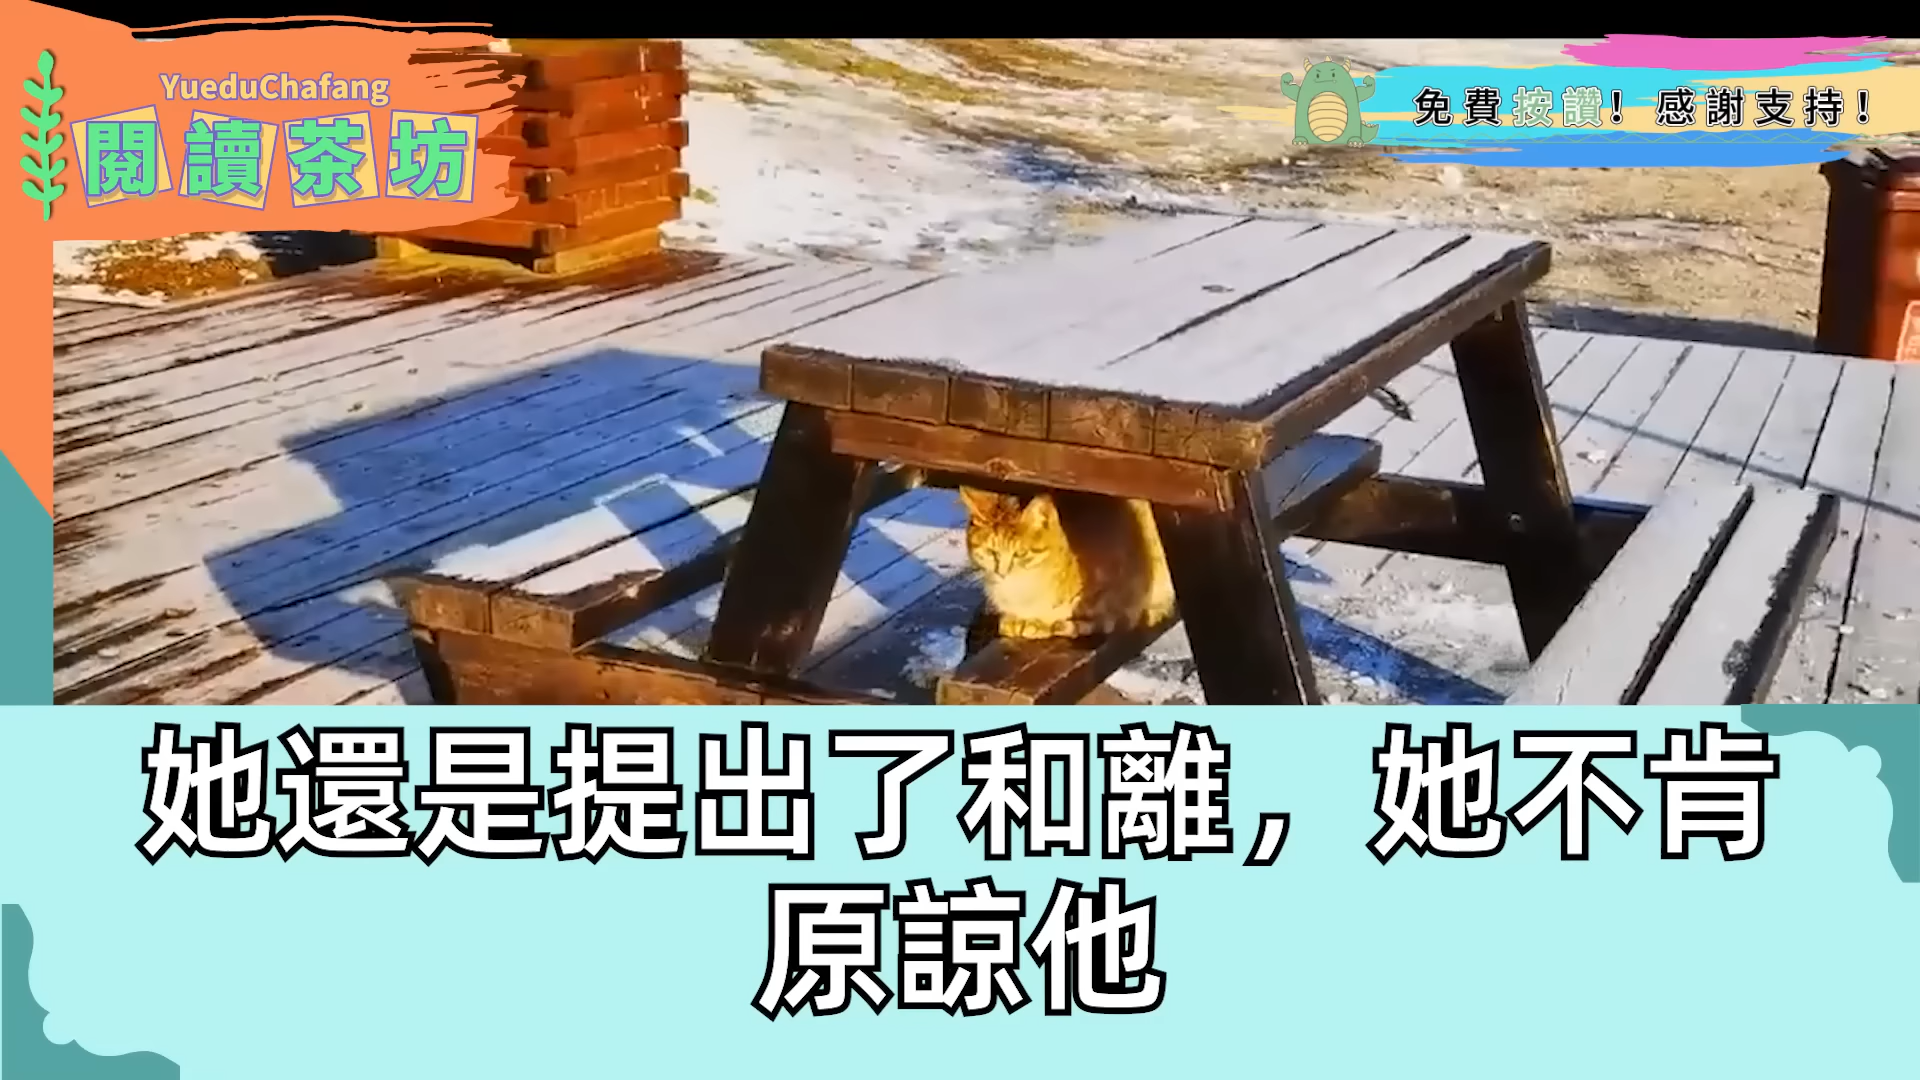 YueduChafang
閱讀茶坊
免費按讚！感謝支持！
她還是提出了和離，她不肯
原諒他